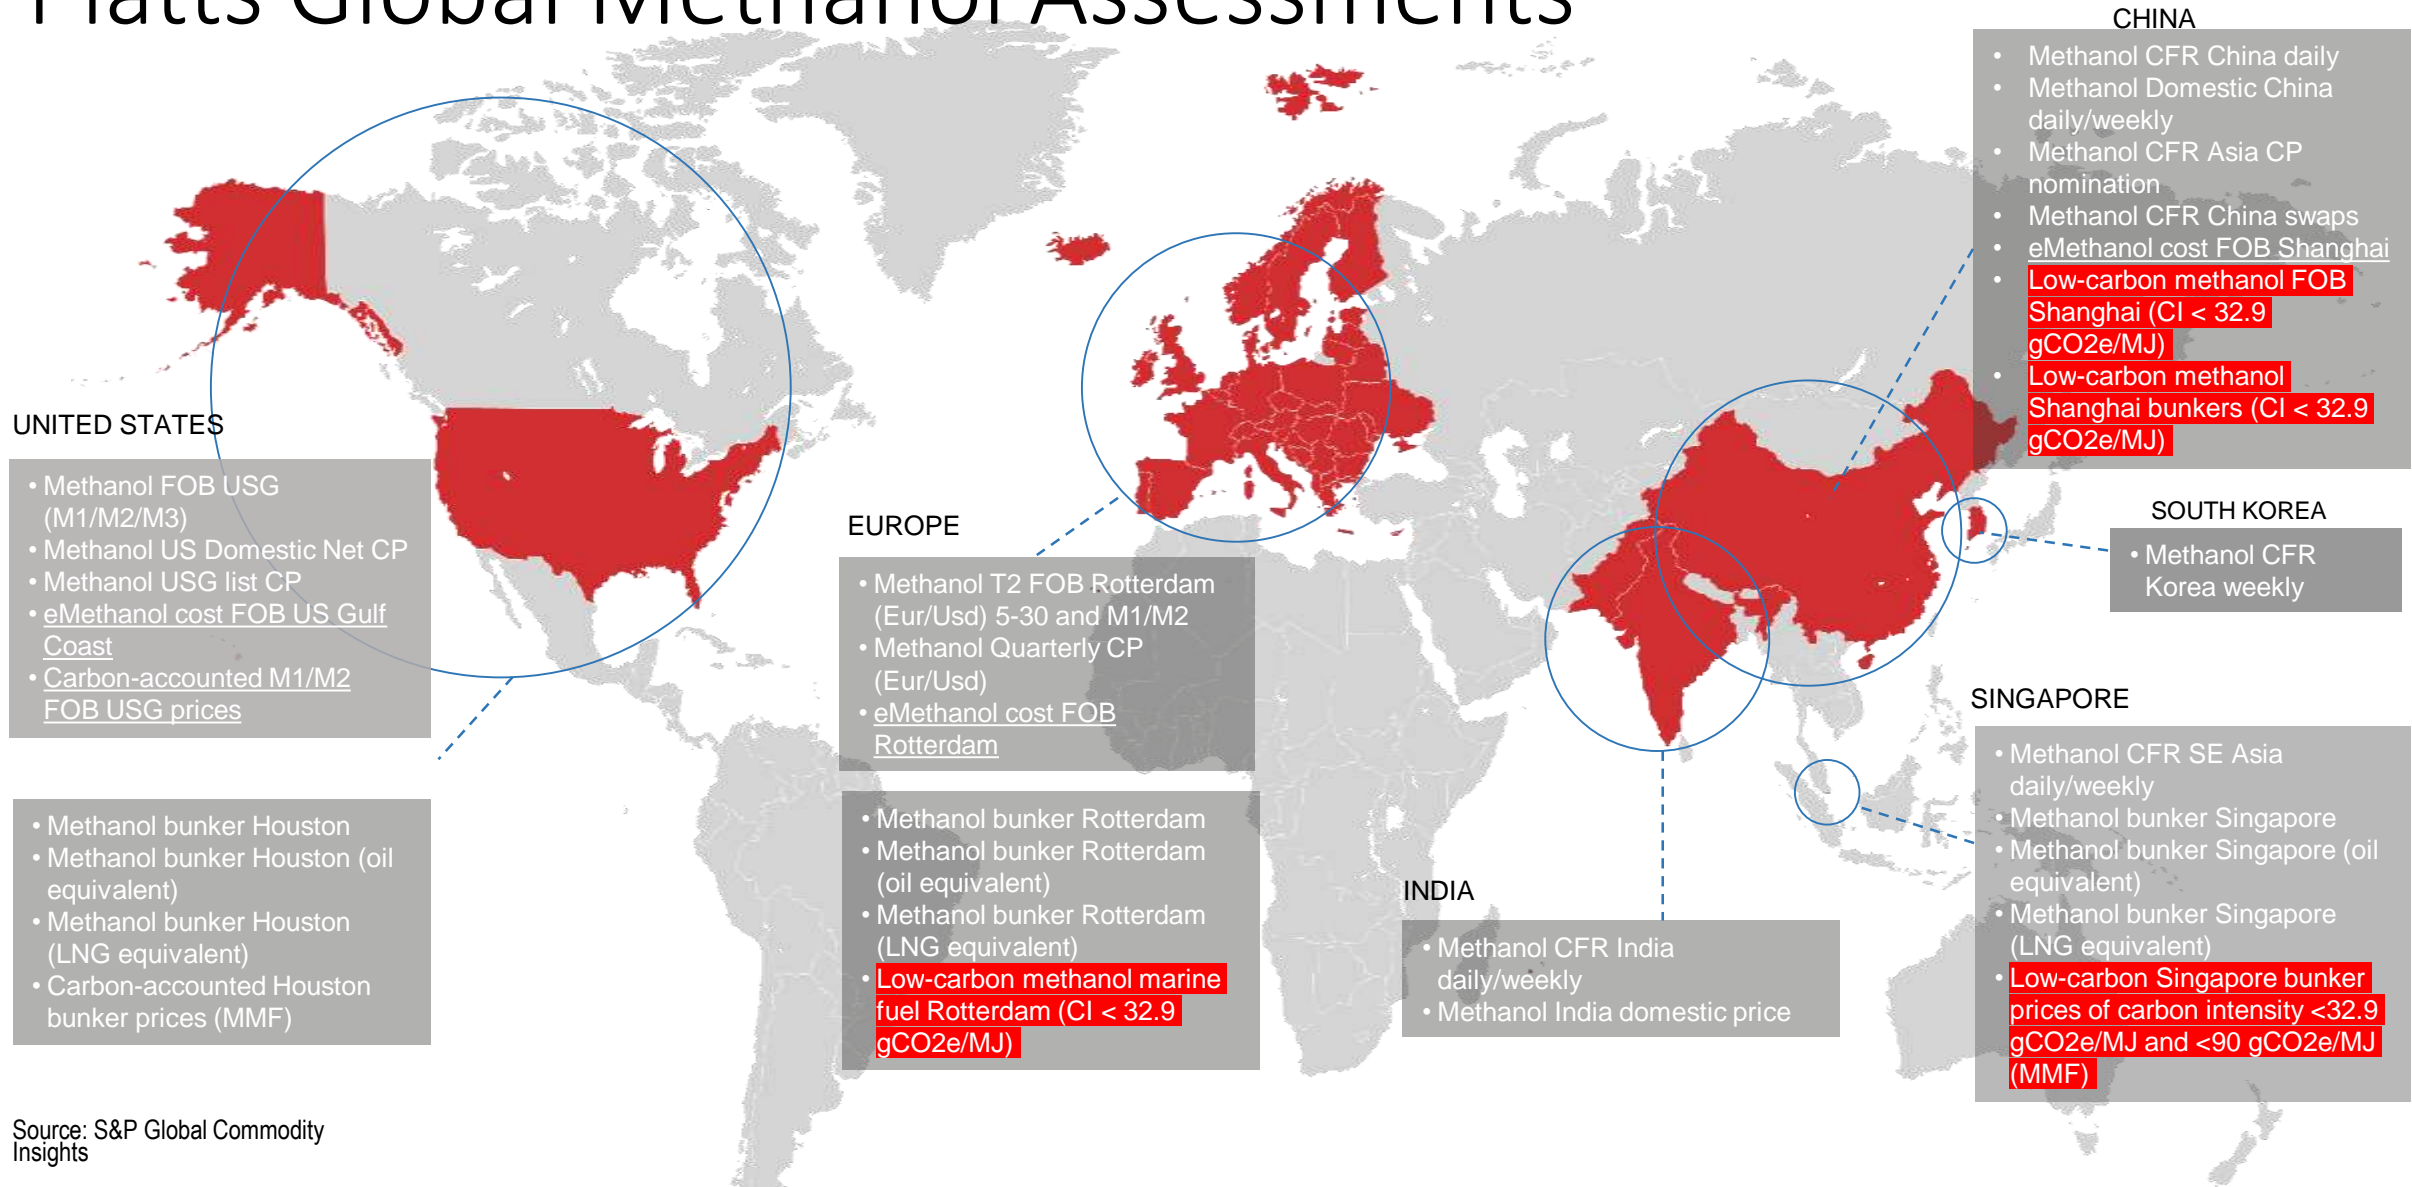 Platts Global Methanol Assessments
CHINA
• Methanol CFR China daily
• Methanol Domestic China
daily/weekly
• Methanol CFR Asia CP
nomination
• Methanol CFR China swaps
• eMethanol cost FOB Shanghai
• Low-carbon methanol FOB
Shanghai (CI < 32.9
gCO2e/MJ)
• Low-carbon methanol
Shanghai bunkers (CI < 32.9
gCO2e/MJ)
UNITED STATES
• Methanol FOB USG
(M1/M2/M3)
• Methanol US Domestic Net CP
• Methanol USG list CP
• eMethanol cost FOB US Gulf
Coast
• Carbon-accounted M1/M2
FOB USG prices
• Methanol bunker Houston
• Methanol bunker Houston (oil
equivalent)
• Methanol bunker Houston
(LNG equivalent)
• Carbon-accounted Houston
bunker prices (MMF)
EUROPE
• Methanol T2 FOB Rotterdam
(Eur/Usd) 5-30 and M1/M2
• Methanol Quarterly CP
(Eur/Usd)
• eMethanol cost FOB
Rotterdam
• Methanol bunker Rotterdam
• Methanol bunker Rotterdam
(oil equivalent)
• Methanol bunker Rotterdam
(LNG equivalent)
• Low-carbon methanol marine
fuel Rotterdam (CI < 32.9
gCO2e/MJ)
SOUTH KOREA
• Methanol CFR
Korea weekly
SINGAPORE
• Methanol CFR SE Asia
daily/weekly
• Methanol bunker Singapore
• Methanol bunker Singapore (oil
equivalent)
• Methanol bunker Singapore
(LNG equivalent)
• Low-carbon Singapore bunker
prices of carbon intensity <32.9
gCO2e/MJ and <90 gCO2e/MJ
(MMF)
INDIA
• Methanol CFR India
daily/weekly
• Methanol India domestic price
Source: S&P Global Commodity
Insights